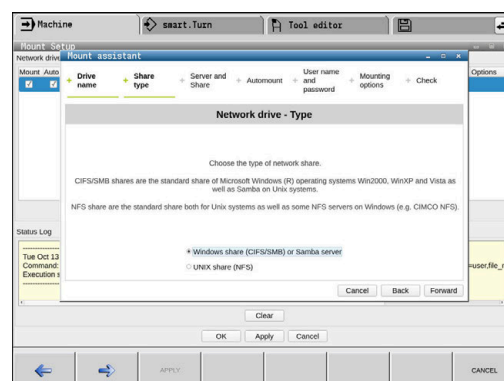 Machine
smart.Turn
Tool editor
Mount Setup
Network drive
Mount assistant
Mount Auto
Options
Drive name
Share type
Server and Share
Automount
User name and password
Mounting options
Check
Network drive - Type
Choose the type of network share.
CIFS/SMB shares are the standard share of Microsoft Windows (R) operating systems Win2000, WinXP and Vista as
well as Samba on Unix systems.
NFS share are the standard share both for Unix systems as well as some NFS servers on Windows (e.g. CIMCO NFS).
Windows share (CIFS/SMB) or Samba server
UNIX share (NFS)
Cancel Back Forward
Status Log
Tue Oct 13
Command:
=user,file_r
Execution s
Clear
OK Apply Cancel
APPLY
CANCEL